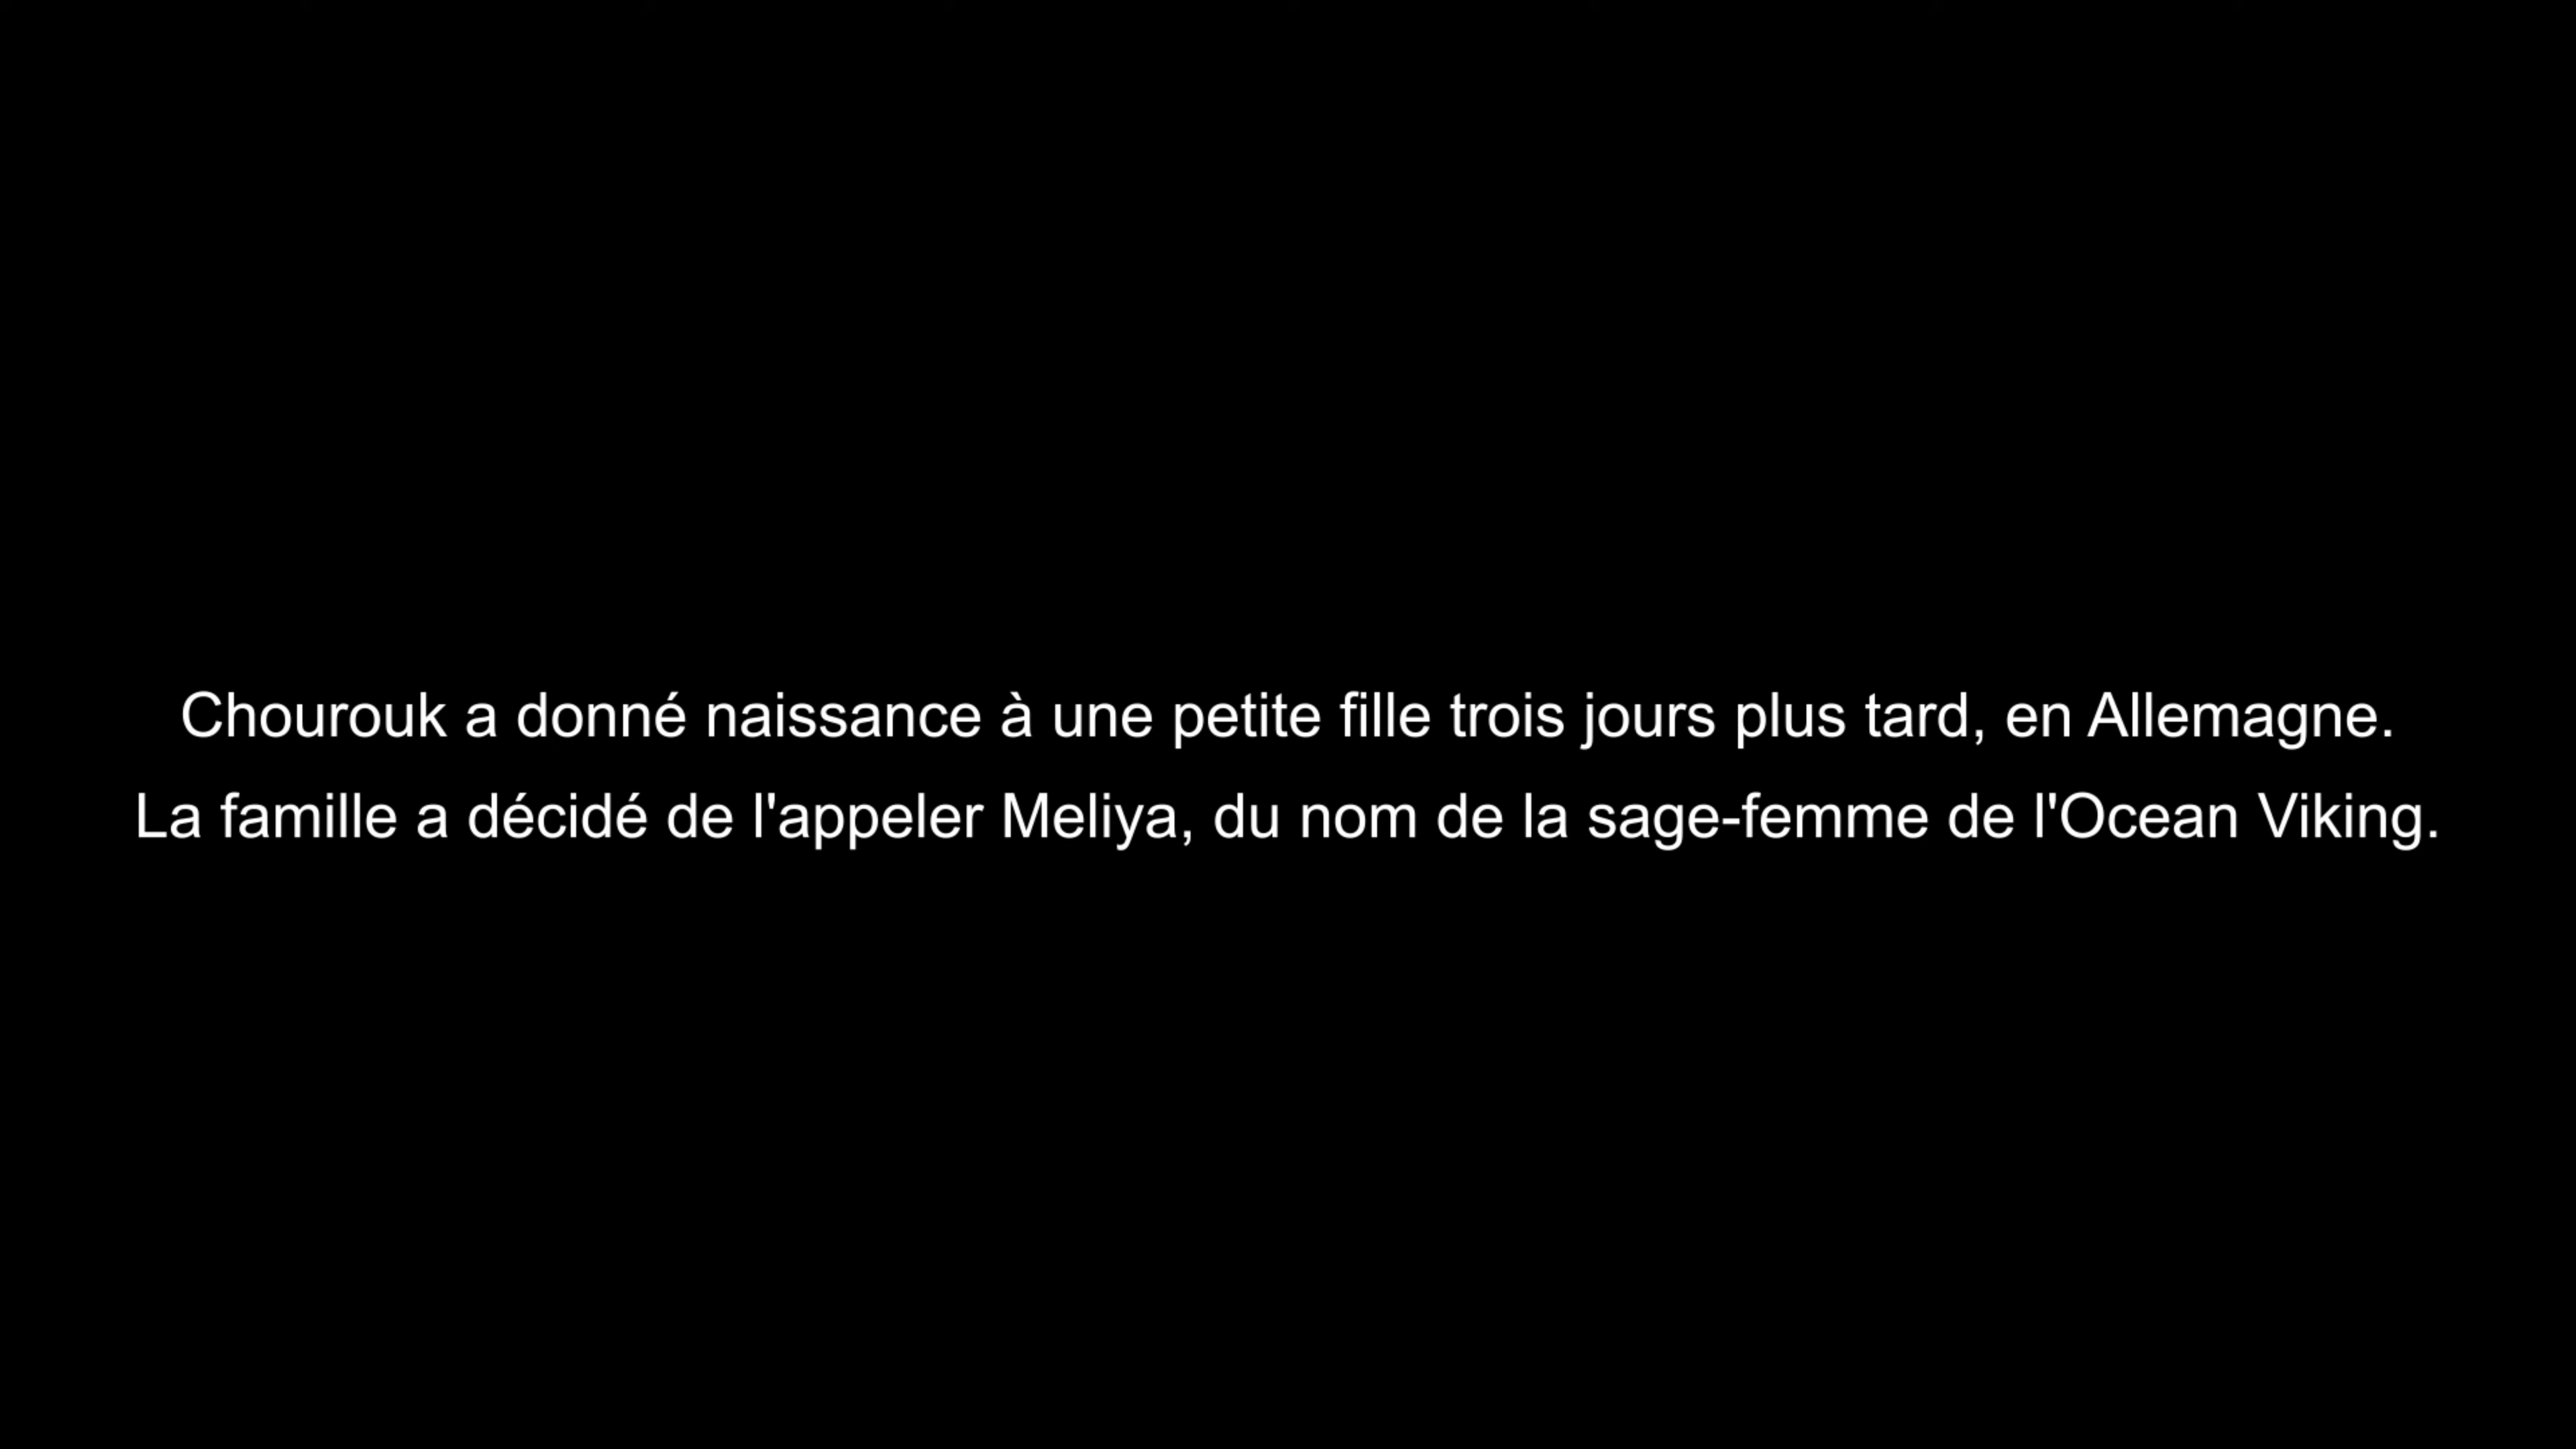 Chourouk a donné naissance à une petite fille trois jours plus tard, en Allemagne.
La famille a décidé de l'appeler Meliya, du nom de la sage-femme de l'Ocean Viking.